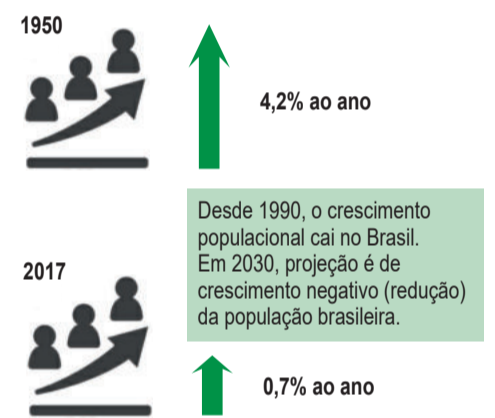 1950
4,2% ao ano
Desde 1990, o crescimento
populacional cai no Brasil.
Em 2030, projeção é de
crescimento negativo (redução)
da população brasileira.
2017
0,7% ao ano